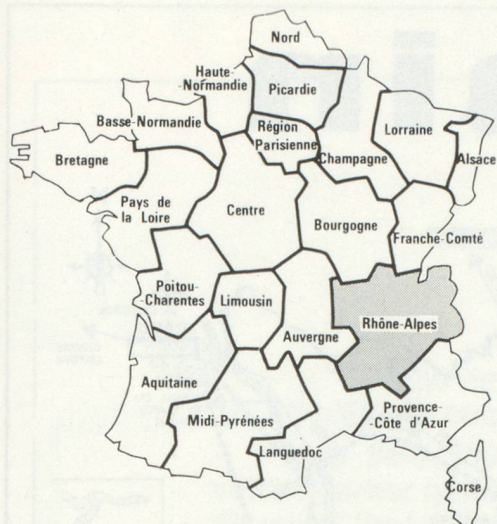 Nord
Haute-
Normandie
Picardie
Basse-Normandie
Région
Parisienne
Lorraine
Bretagne
Champagne
Alsace
Pays de
la Loire
Centre
Bourgogne
Franche-Comté
Poitou-
Charentes
Limousin
Auvergne
Rhône-Alpes
Aquitaine
Midi-Pyrénées
Provence-
Côte d'Azur
Languedoc
Corse